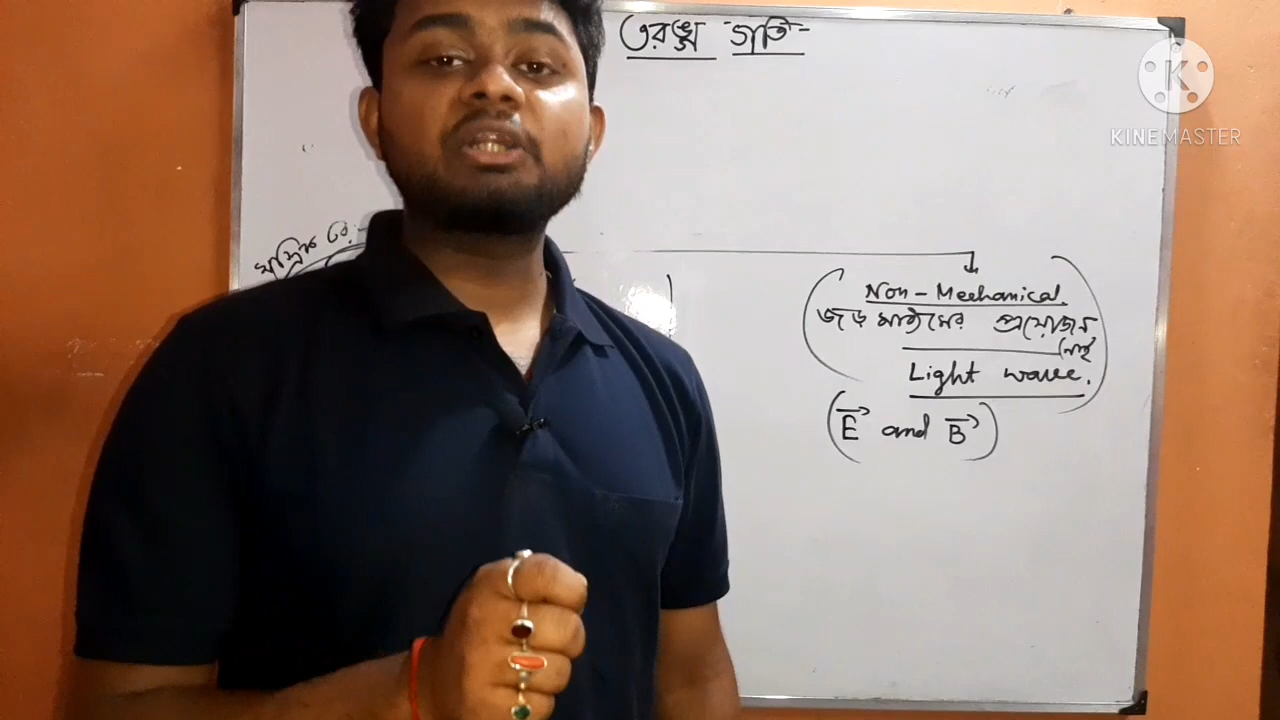 তরঙ্গ গতি
KINEMASTER
যান্ত্রিক
Non-Mechanical
জড় মাধ্যমের প্রয়োজন
নাই
Light wave.
(E⃗ and B⃗)